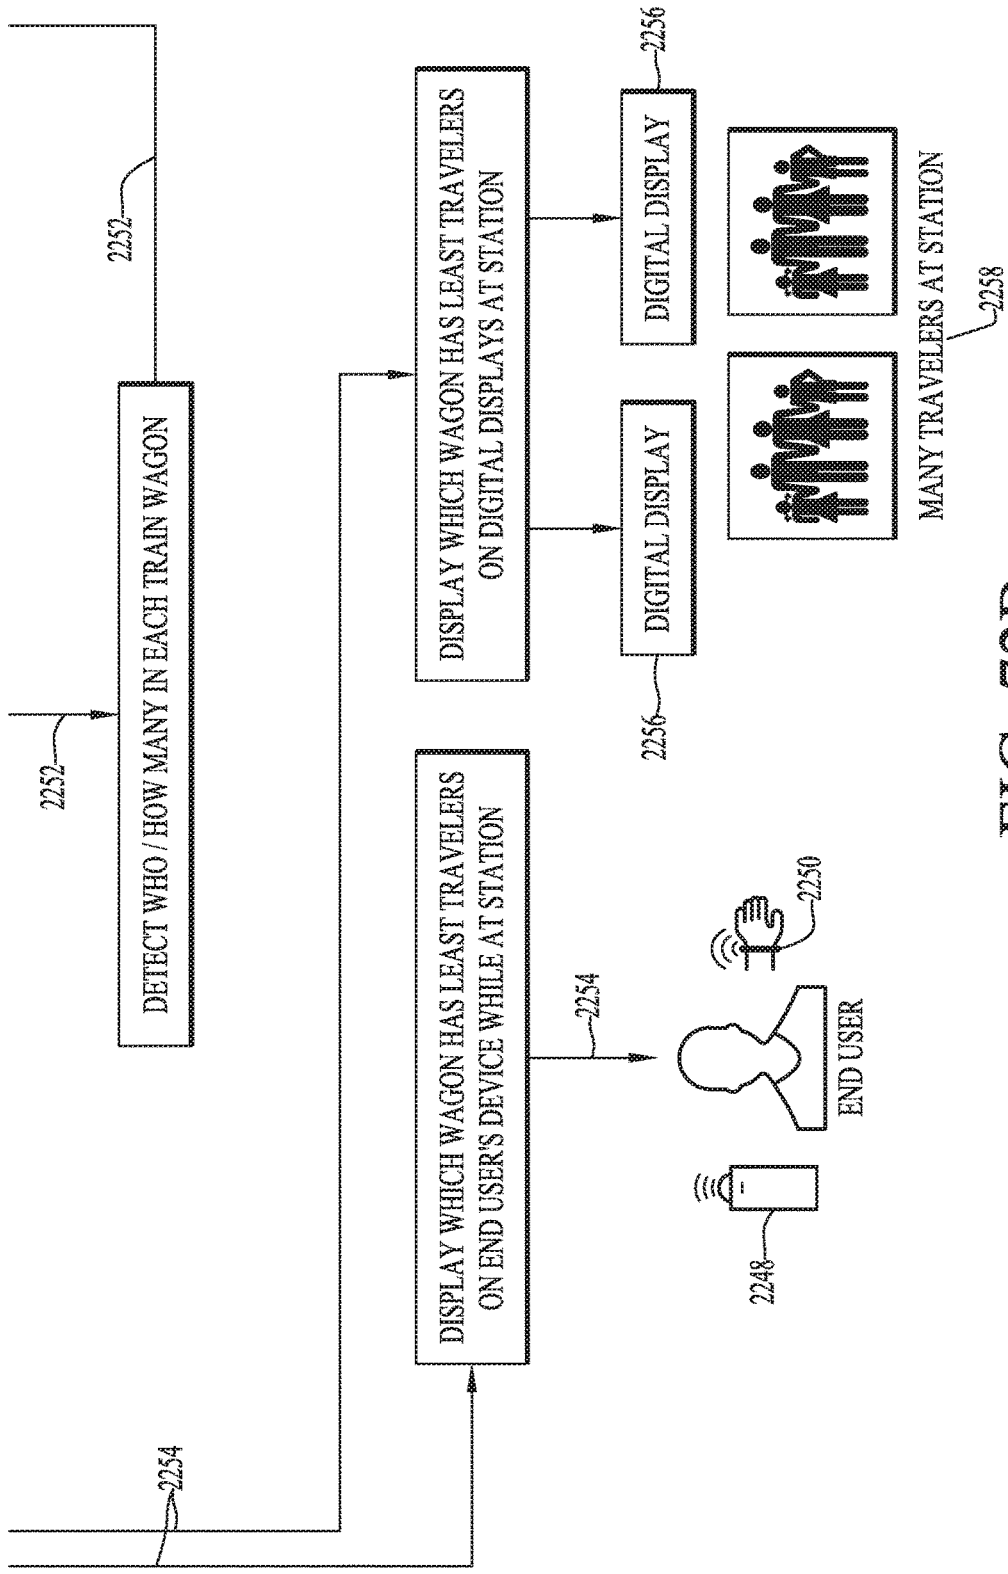 2252
2252
DETECT WHO / HOW MANY IN EACH TRAIN WAGON
2254
DISPLAY WHICH WAGON HAS LEAST TRAVELERS
ON END USER'S DEVICE WHILE AT STATION
DISPLAY WHICH WAGON HAS LEAST TRAVELERS
ON DIGITAL DISPLAYS AT STATION
2254
2256
DIGITAL DISPLAY
DIGITAL DISPLAY
2256
2248
END USER
2250
MANY TRAVELERS AT STATION
2258